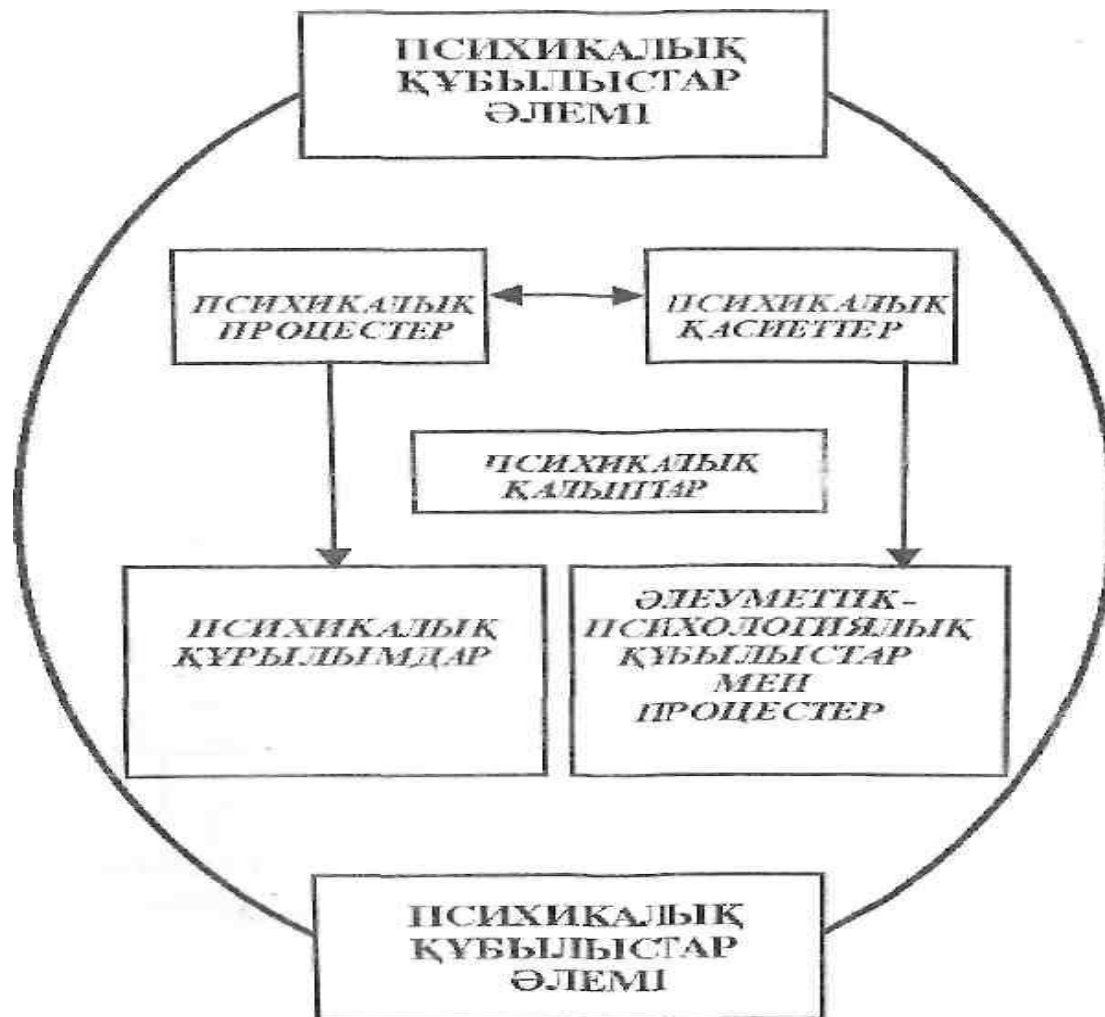 ПСИХИКАЛЫҚ
ҚҰБЫЛЫСТАР
ӘЛЕМІ
ПСИХИКАЛЫҚ
ПРОЦЕСТЕР
ПСИХИКАЛЫҚ
ҚАСИЕТТЕР
ПСИХИКАЛЫҚ
ҚАЛЫПТАР
ПСИХИКАЛЫҚ
ҚҰРЫЛЫМДАР
ӘЛЕУМЕТТІК-
ПСИХОЛОГИЯЛЫҚ
ҚҰБЫЛЫСТАР
МЕН
ПРОЦЕСТЕР
ПСИХИКАЛЫҚ
ҚҰБЫЛЫСТАР
ӘЛЕМІ